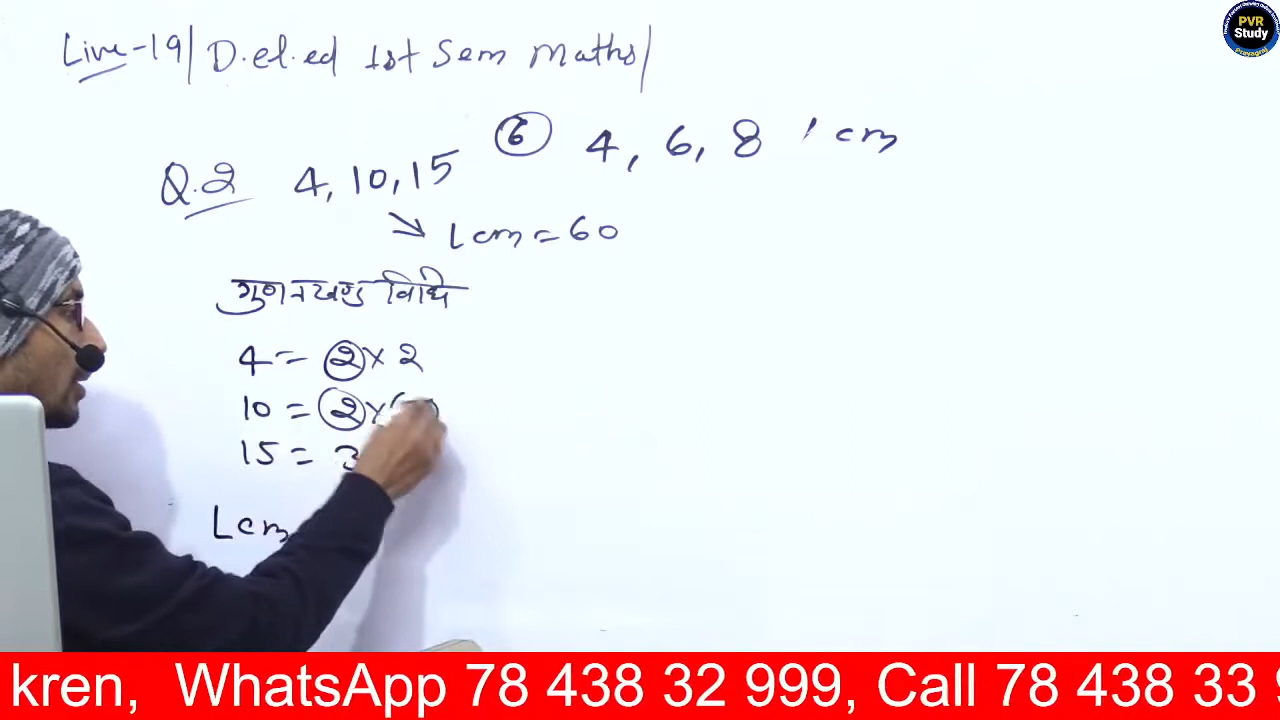 Live-19/ D.el.ed 1st Sem Maths/
PVR
Study
Prayagraj
⑥ 4, 6, 8 lcm
Q.2 4, 10, 15
↘ lcm = 60
गुणनखण्ड विधि
4 = 2 × 2
10 = 2 ×
15 = 3
Lcm
kren, WhatsApp 78 438 32 999, Call 78 438 33 9